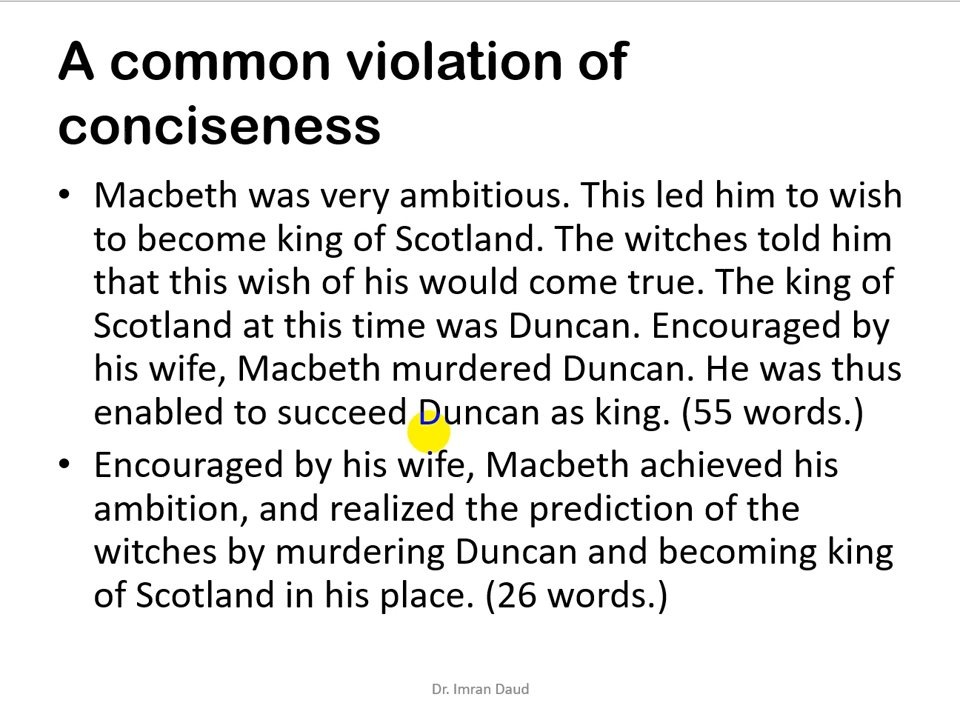 A common violation of
conciseness
• Macbeth was very ambitious. This led him to wish
to become king of Scotland. The witches told him
that this wish of his would come true. The king of
Scotland at this time was Duncan. Encouraged by
his wife, Macbeth murdered Duncan. He was thus
enabled to succeed Duncan as king. (55 words.)
• Encouraged by his wife, Macbeth achieved his
ambition, and realized the prediction of the
witches by murdering Duncan and becoming king
of Scotland in his place. (26 words.)
Dr. Imran Daud